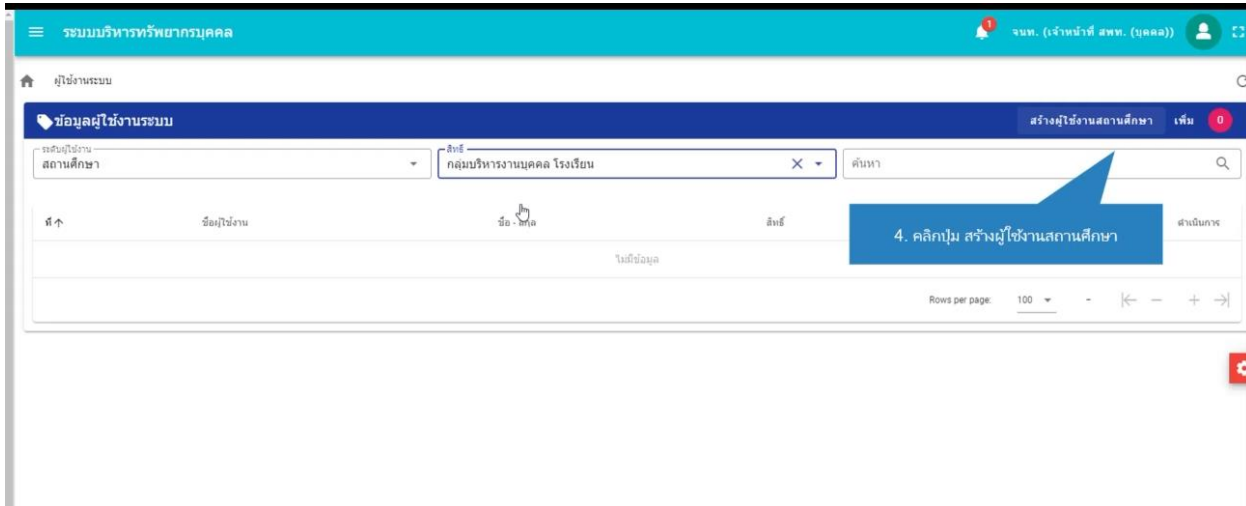 ระบบบริหารทรัพยากรบุคคล
1
จนท. (เจ้าหน้าที่ สพท. (บุคคล))
ผู้ใช้งานระบบ
ข้อมูลผู้ใช้งานระบบ
สร้างผู้ใช้งานสถานศึกษา
เพิ่ม
0
ระดับผู้ใช้งาน
สถานศึกษา
สิทธิ์
กลุ่มบริหารงานบุคคล โรงเรียน
ค้นหา
ที่
ชื่อผู้ใช้งาน
ชื่อ - สกุล
สิทธิ์
4. คลิกปุ่ม สร้างผู้ใช้งานสถานศึกษา
ดำเนินการ
ไม่มีข้อมูล
Rows per page: 100 -